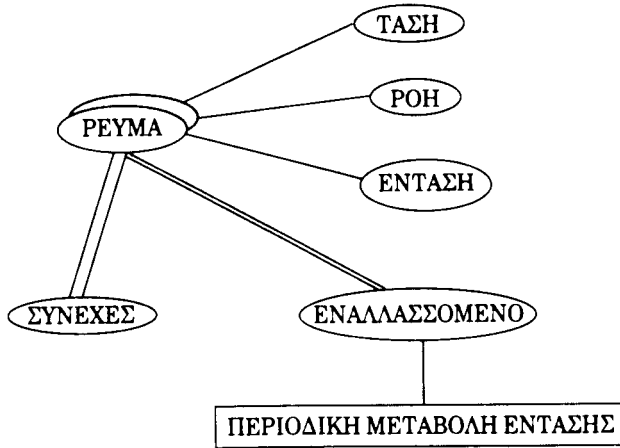 ΤΑΣΗ
ΡΟΗ
ΡΕΥΜΑ
ΕΝΤΑΣΗ
ΣΥΝΕΧΕΣ
ΕΝΑΛΛΑΣΣΟΜΕΝΟ
ΠΕΡΙΟΔΙΚΗ ΜΕΤΑΒΟΛΗ ΕΝΤΑΣΗΣ